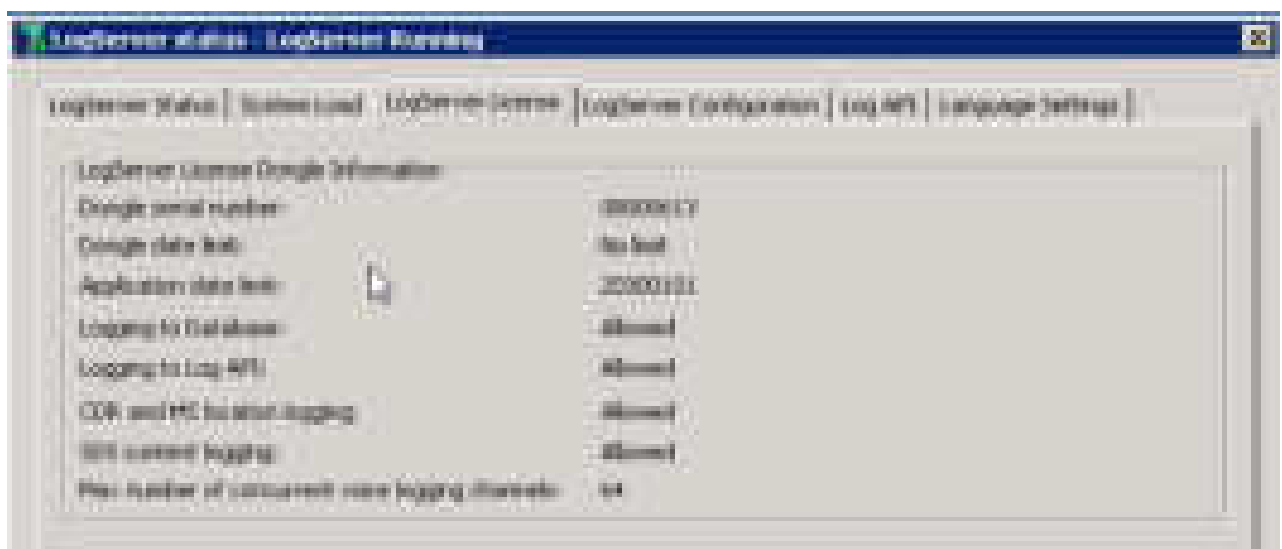 LogServer status - LogServer Running
LogServer Status System Load LogServer License LogServer Configuration Log API Language Settings
LogServer License Dongle Information
Dongle serial number:
Dongle date limit: No limit
Application date limit:
Logging to Database: Allowed
Logging to Log API: Allowed
CDR and MS location logging: Allowed
SDS content logging: Allowed
Max number of concurrent voice logging channels: 64